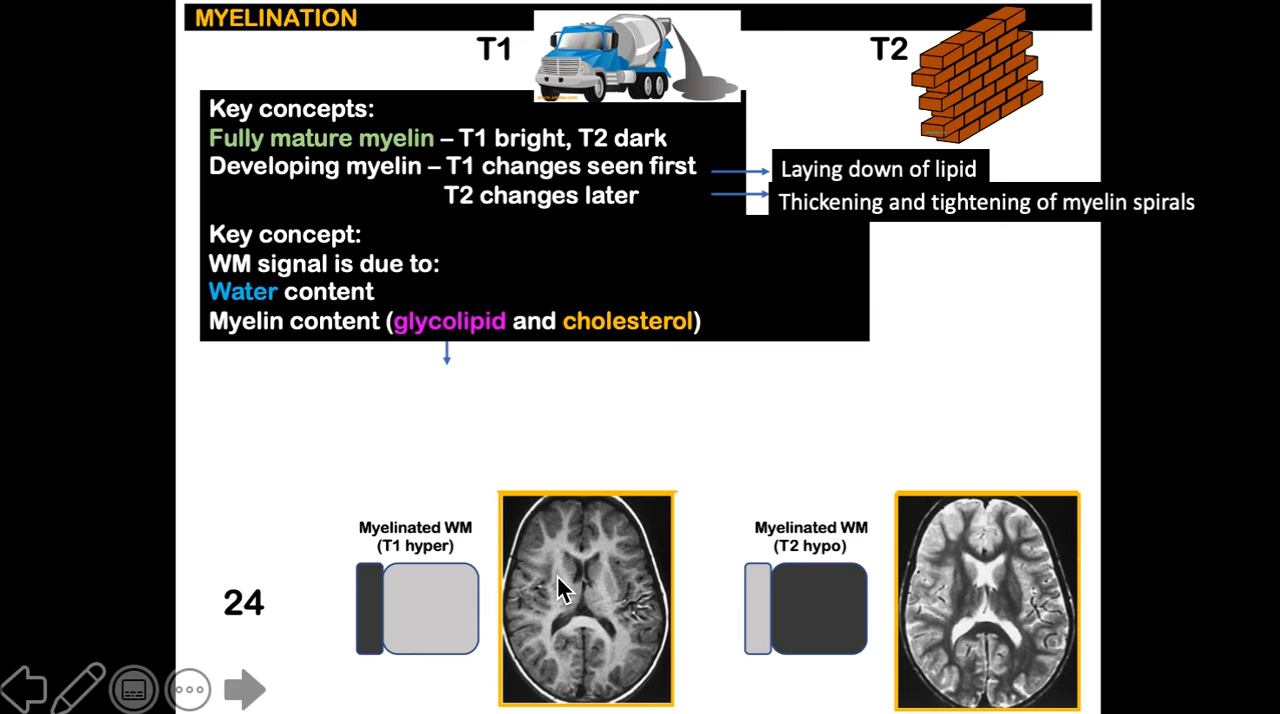 MYELINATION
T1
T2
Key concepts:
Fully mature myelin – T1 bright, T2 dark
Developing myelin – T1 changes seen first
T2 changes later
Laying down of lipid
Thickening and tightening of myelin spirals
Key concept:
WM signal is due to:
Water content
Myelin content (glycolipid and cholesterol)
Myelinated WM
(T1 hyper)
Myelinated WM
(T2 hypo)
24